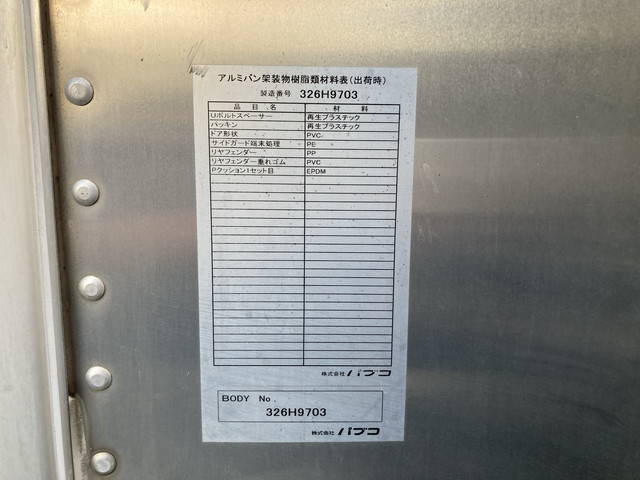 アルミバン架装物樹脂類材料表(出荷時)
製造番号 326H9703
品目名 材料
Uボルトスペーサー 再生プラスチック
パッキン 再生プラスチック
ドア形状 PVC
サイドガード端末処理 PE
リヤフェンダー PP
リヤフェンダー垂れゴム PVC
Pクッション1セット目 EPDM
株式会社パブコ
BODY No.
326H9703
株式会社パブコ